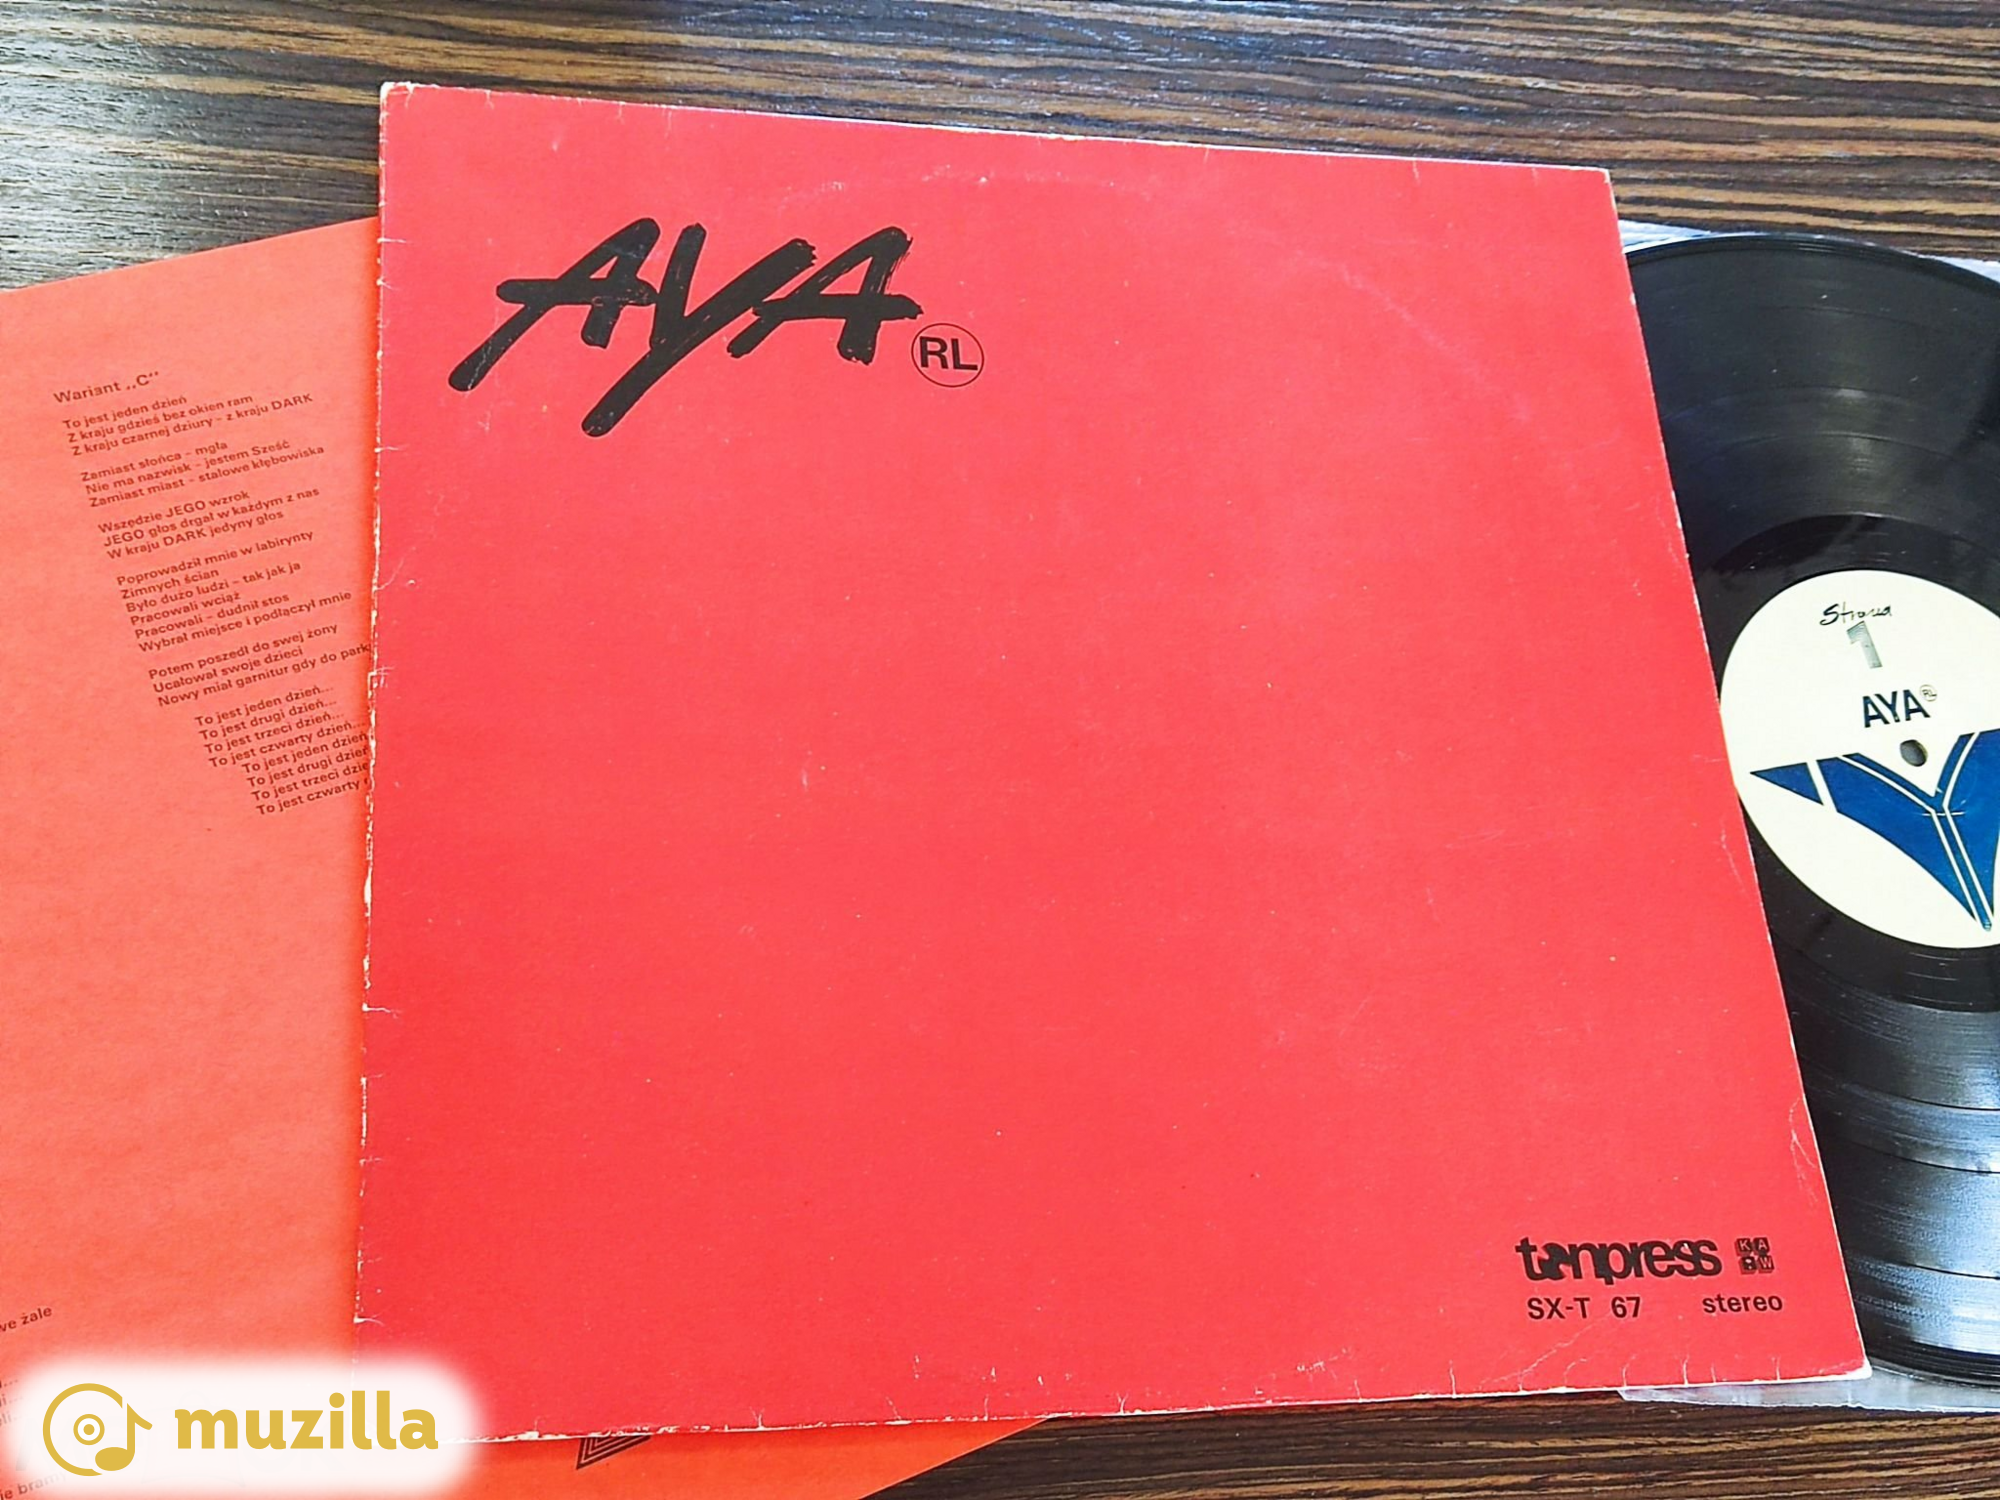 AYA
RL
Wariant „C”
To jest jeden dzień
Z kraju gdzieś bez okien ram
Z kraju czarnej dziury – z kraju DARK
Zamiast słońca – mgła
Nie ma nazwisk – jestem Sześć
Zamiast miast – stalowe kłębowiska
Wszędzie JEGO wzrok
JEGO głos drgał w każdym z nas
W kraju DARK jedyny głos
Poprowadził mnie w labirynty
Zimnych ścian
Było dużo ludzi – tak jak ja
Pracowali wciąż
Pracowali – dudnił stos
Wybrał miejsce i podłączył mnie
Potem poszedł do swej żony
Ucałował swoje dzieci
Nowy miał garnitur gdy do
To jest jeden dzień...
To jest drugi dzień...
To jest trzeci dzień...
To jest czwarty dzień...
To jest jeden dzień
To jest drugi
To jest trzeci
To jest czwarty
żale
Strona
1
AYA RL
tonpress KAW
SX-T 67 stereo
muzilla